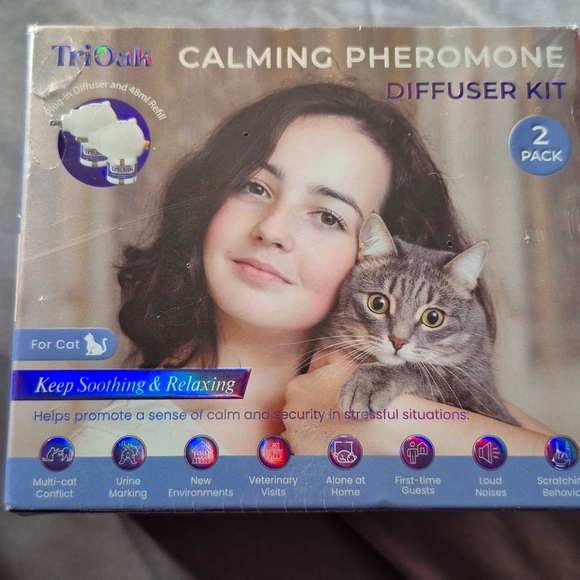 TriOak
CALMING PHEROMONE
DIFFUSER KIT
Plug in Diffuser and 48ml Refill
2
PACK
For Cat
Keep Soothing & Relaxing
Helps promote a sense of calm and security in stressful situations:
Multi-cat
Conflict
Urine
Marking
New
Environments
Veterinary
Visits
Alone at
Home
First-time
Guests
Loud
Noises
Scratchin
Behavio